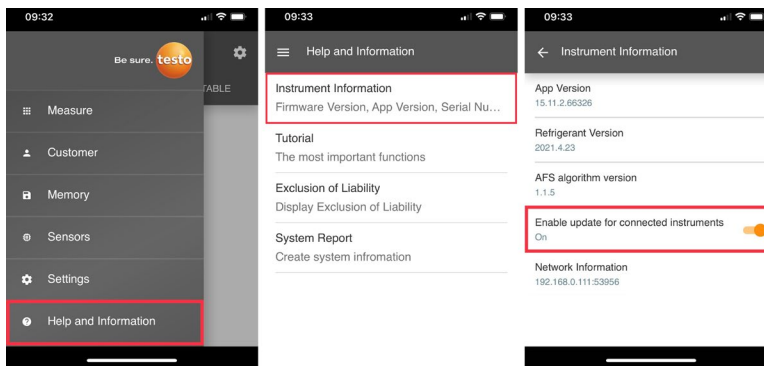 09:32
Be sure. testo
TABLE
Measure
Customer
Memory
Sensors
Settings
Help and Information
09:33
Help and Information
Instrument Information
Firmware Version, App Version, Serial Nu...
Tutorial
The most important functions
Exclusion of Liability
Display Exclusion of Liability
System Report
Create system infromation
09:33
Instrument Information
App Version
15.11.2.66326
Refrigerant Version
2021.4.23
AFS algorithm version
1.1.5
Enable update for connected instruments
On
Network Information
192.168.0.111:53956